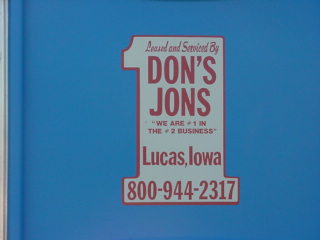 Leased and Serviced By
DON'S
JONS
"WE ARE #1 IN
THE #2 BUSINESS"
Lucas, Iowa
800-944-2317